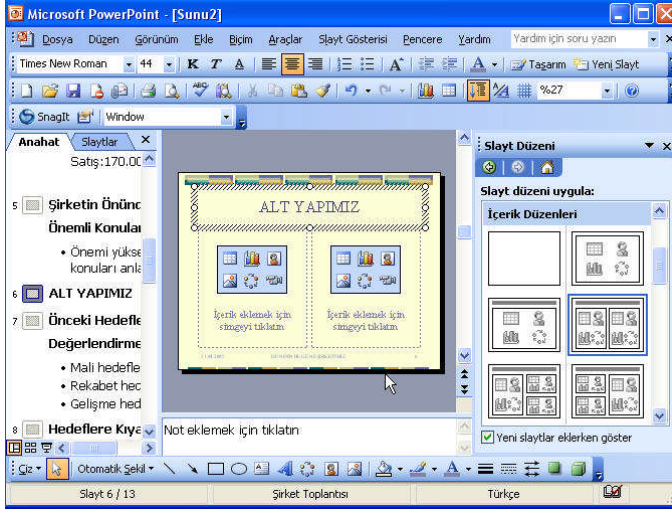 Microsoft PowerPoint - [Sunu2]
Dosya Düzen Görünüm Ekle Biçim Araçlar Slayt Gösterisi Pencere Yardım Yardım için soru yazın
Times New Roman 44 K T A Tasarım Yeni Slayt
%27
SnagIt Window
Anahat Slaytlar
Satış:170.00
5 Şirketin Önünd
Önemli Konular
• Önemi yükse
konuları anla
6 ALT YAPIMIZ
7 Önceki Hedefle
Değerlendirme
• Mali hedefle
• Rekabet hed
• Gelişme hed
8 Hedeflere Kıya
ALT YAPIMIZ
İçerik eklemek için
simgeyi tıklatın
İçerik eklemek için
simgeyi tıklatın
Not eklemek için tıklatın
Slayt Düzeni
Slayt düzeni uygula:
İçerik Düzenleri
Yeni slaytlar eklerken göster
Çiz Otomatik Şekil
Slayt 6 / 13 Şirket Toplantısı Türkçe